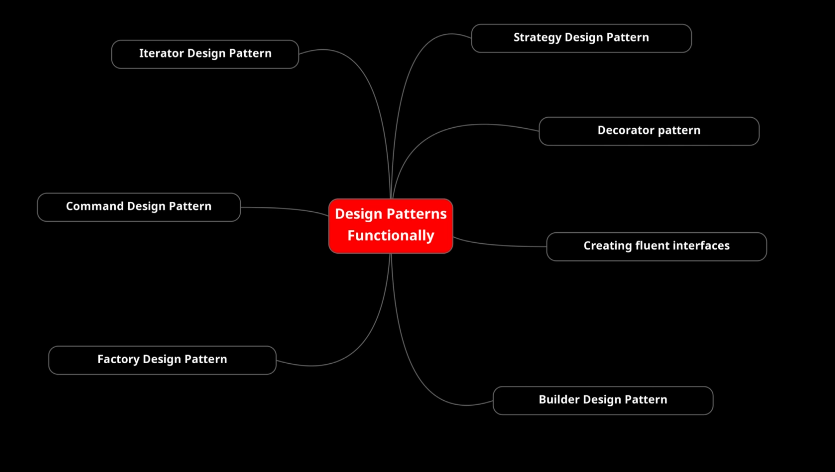 Strategy Design Pattern
Iterator Design Pattern
Decorator pattern
Command Design Pattern
Design Patterns
Functionally
Creating fluent interfaces
Factory Design Pattern
Builder Design Pattern